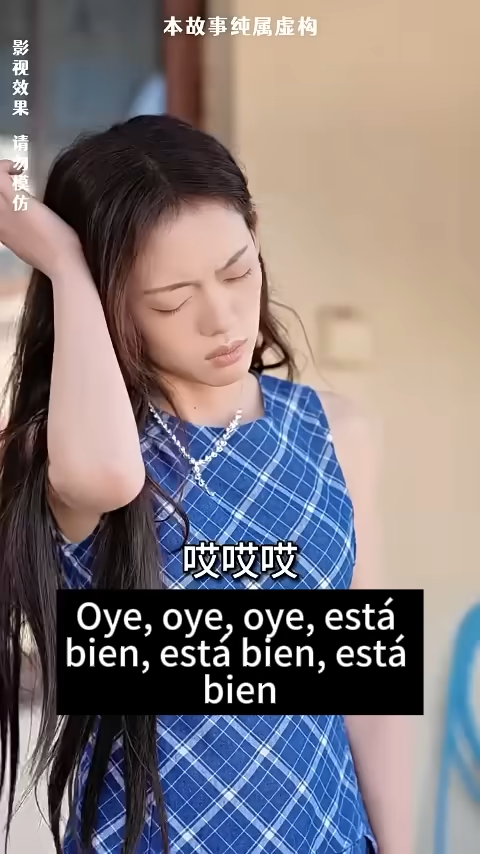 本故事纯属虚构
影视效果 请勿模仿
哎哎哎
Oye, oye, oye, está
bien, está bien, está
bien